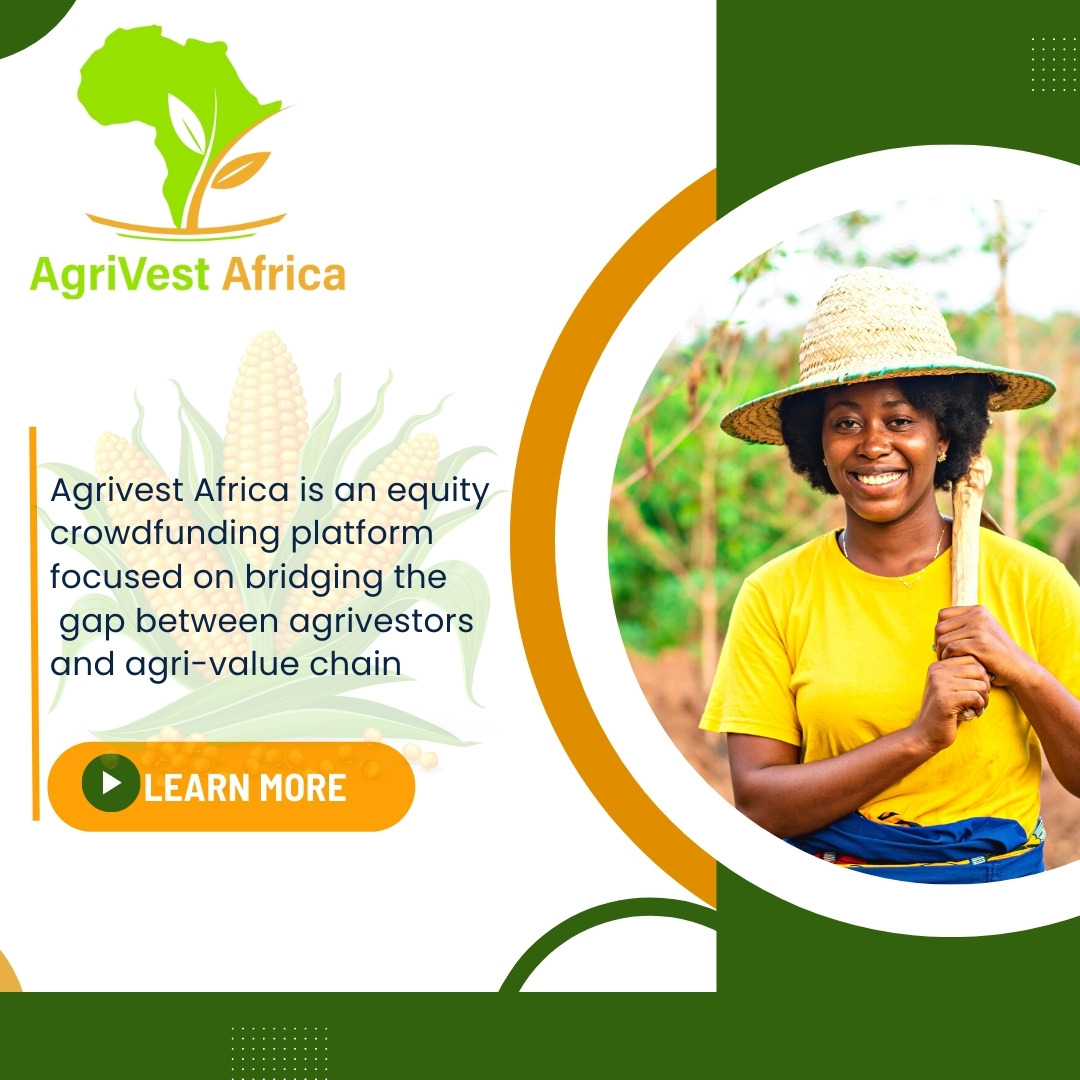 AgriVest Africa
Agrivest Africa is an equity
crowdfunding platform
focused on bridging the
gap between agrivestors
and agri-value chain
LEARN MORE